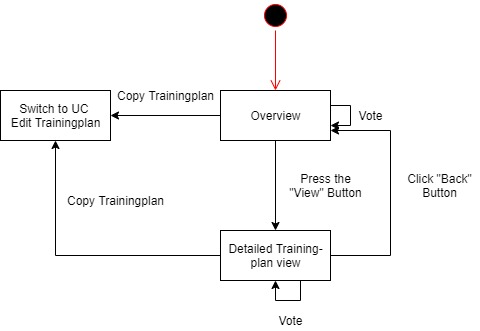 Copy Trainingplan
Switch to UC
Edit Trainingplan
Overview
Vote
Press the
"View" Button
Click "Back"
Button
Copy Trainingplan
Detailed Training-
plan view
Vote